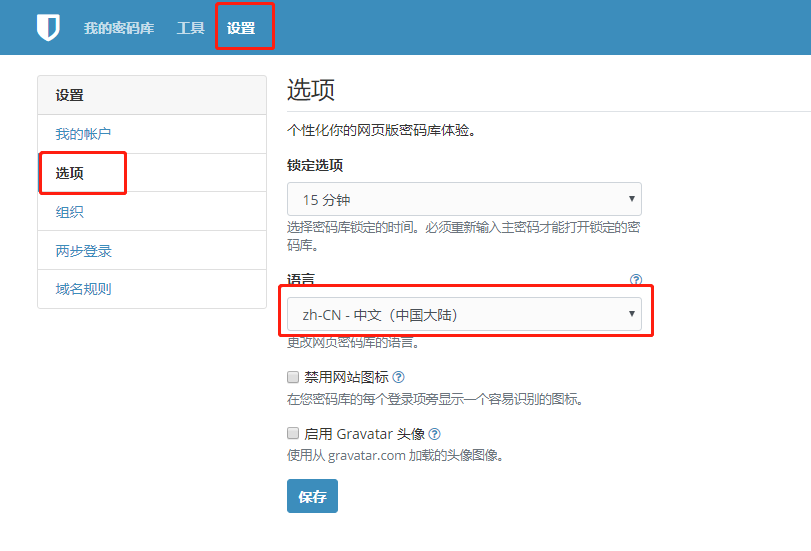 我的密码库 工具 设置
设置
我的帐户
选项
组织
两步登录
域名规则
选项
个性化你的网页版密码库体验。
锁定选项
15 分钟
选择密码库锁定的时间。必须重新输入主密码才能打开锁定的密
码库。
语言
zh-CN - 中文（中国大陆）
更改网页密码库的语言。
禁用网站图标
在您密码库的每个登录项旁显示一个容易识别的图标。
启用 Gravatar 头像
使用从 gravatar.com 加载的头像图像。
保存